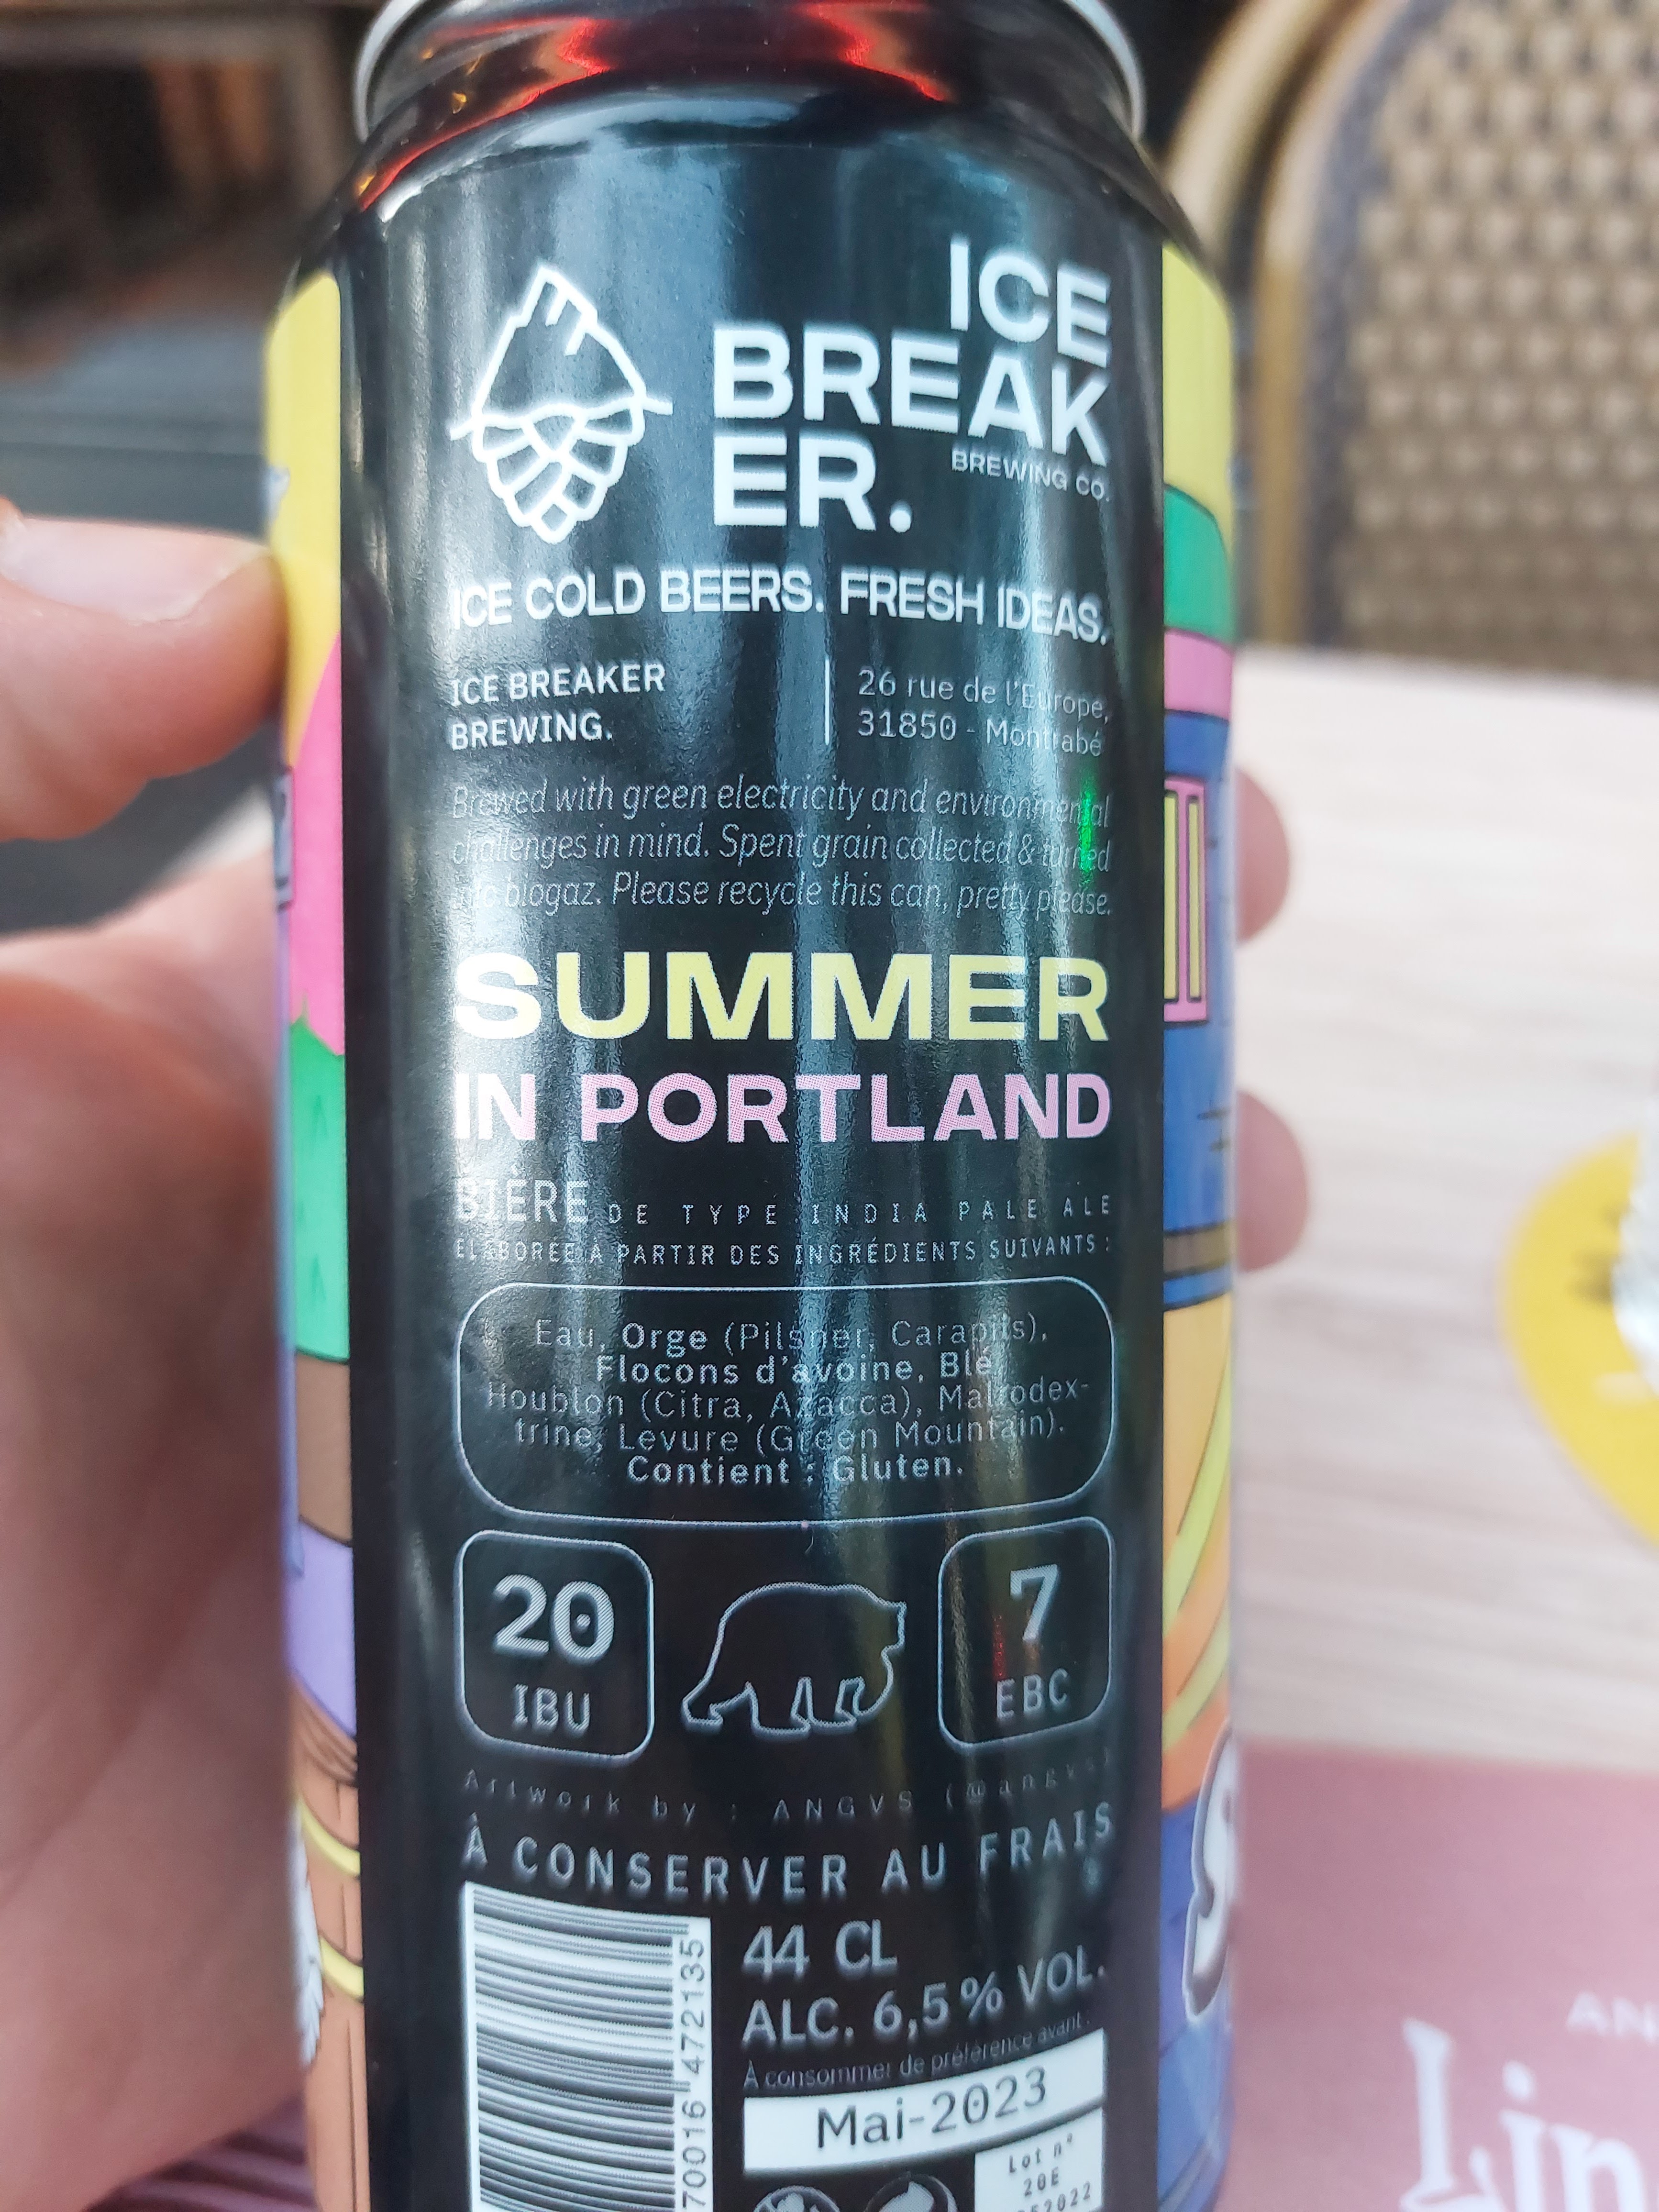 ICE
BREAK
ER.
BREWING CO.
ICE COLD BEERS. FRESH IDEAS.
ICE BREAKER
BREWING.
26 rue de l'Europe,
31850 - Montrabé
Brewed with green electricity and environmental
challenges in mind. Spent grain collected & turned
into biogaz. Please recycle this can, pretty please.
SUMMER
IN PORTLAND
BIÈRE DE TYPE INDIA PALE ALE
ÉLABORÉE À PARTIR DES INGRÉDIENTS SUIVANTS :
Eau, Orge (Pilsner, Carapils),
Flocons d'avoine, Blé
Houblon (Citra, Azacca), Maltodex-
trine, Levure (Green Mountain).
Contient : Gluten.
20
IBU
7
EBC
Artwork by : ANGVS (@angvs)
À CONSERVER AU FRAIS
44 CL
ALC. 6,5 % VOL.
À consommer de préférence avant :
Mai-2023
Lot n°
20E
70016 472135